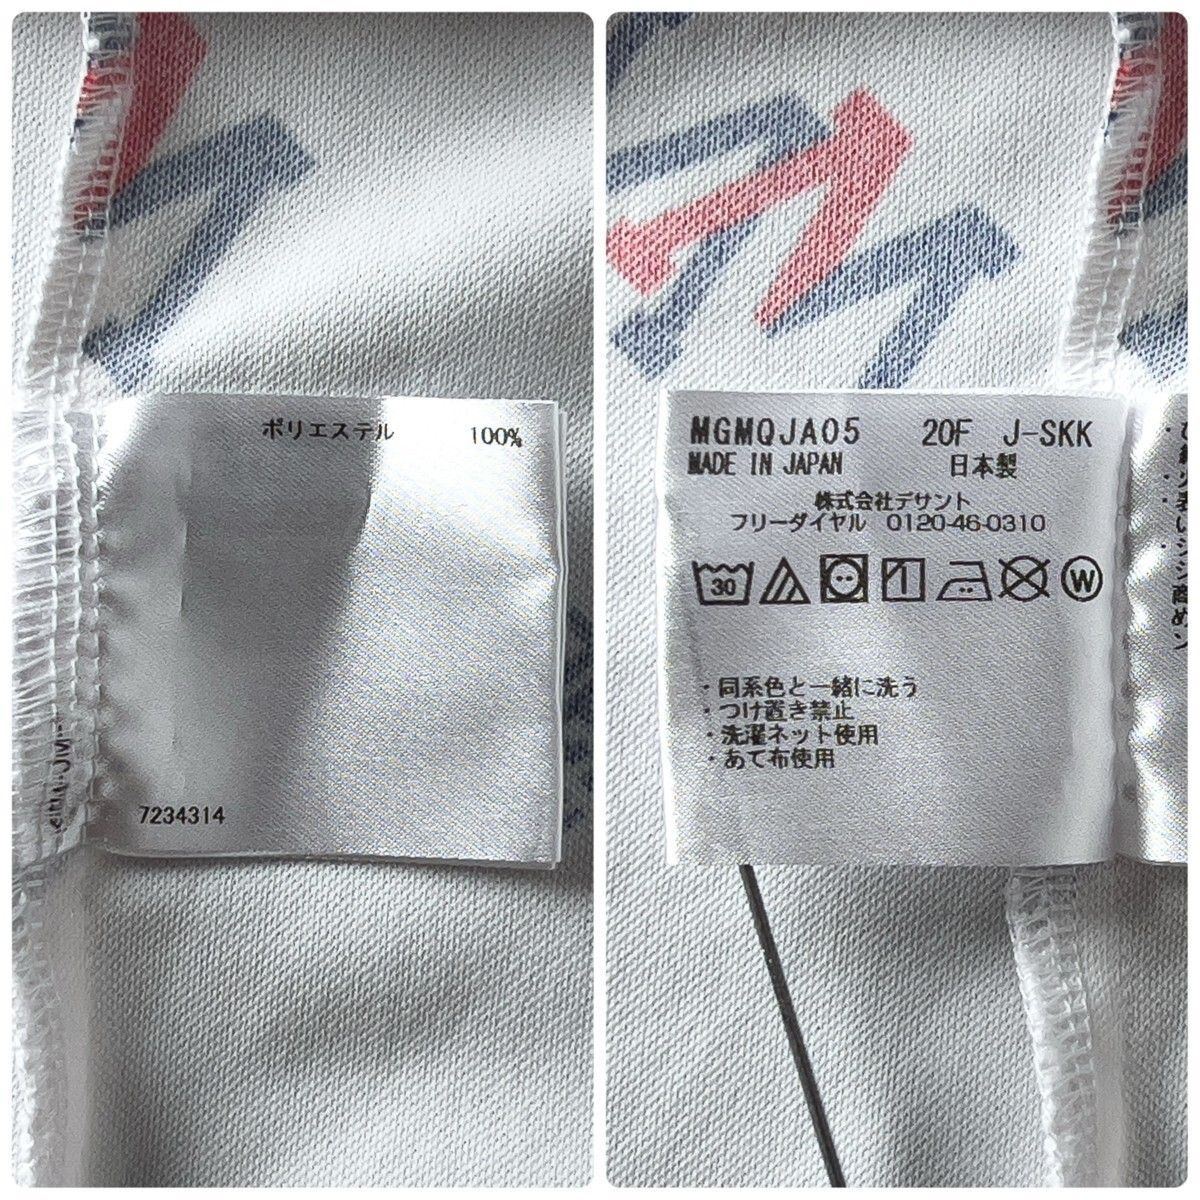 ポリエステル 100%
7234314
MGMQJA05 20F J-SKK
MADE IN JAPAN 日本製
株式会社デサント
フリーダイヤル 0120-46-0310
30
W
・同系色と一緒に洗う
・つけ置き禁止
・洗濯ネット使用
・あて布使用